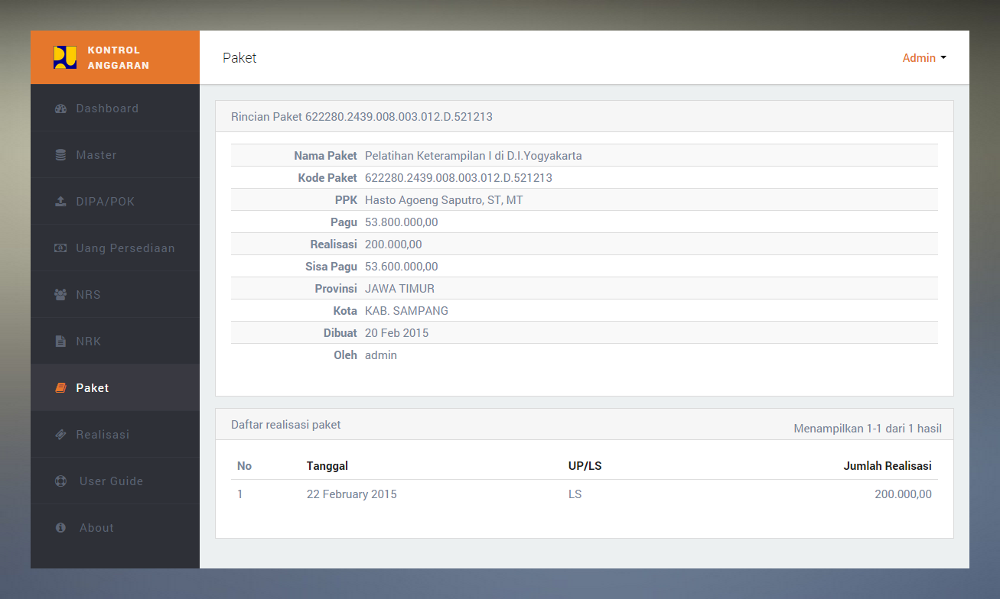 KONTROL
ANGGARAN
Paket
Admin
Dashboard
Master
DIPA/POK
Uang Persediaan
NRS
NRK
Paket
Realisasi
User Guide
About
Rincian Paket 622280.2439.008.003.012.D.521213
Nama Paket Pelatihan Keterampilan I di D.I.Yogyakarta
Kode Paket 622280.2439.008.003.012.D.521213
PPK Hasto Agoeng Saputro, ST, MT
Pagu 53.800.000,00
Realisasi 200.000,00
Sisa Pagu 53.600.000,00
Provinsi JAWA TIMUR
Kota KAB. SAMPANG
Dibuat 20 Feb 2015
Oleh admin
Daftar realisasi paket
Menampilkan 1-1 dari 1 hasil
No Tanggal UP/LS Jumlah Realisasi
1 22 February 2015 LS 200.000,00